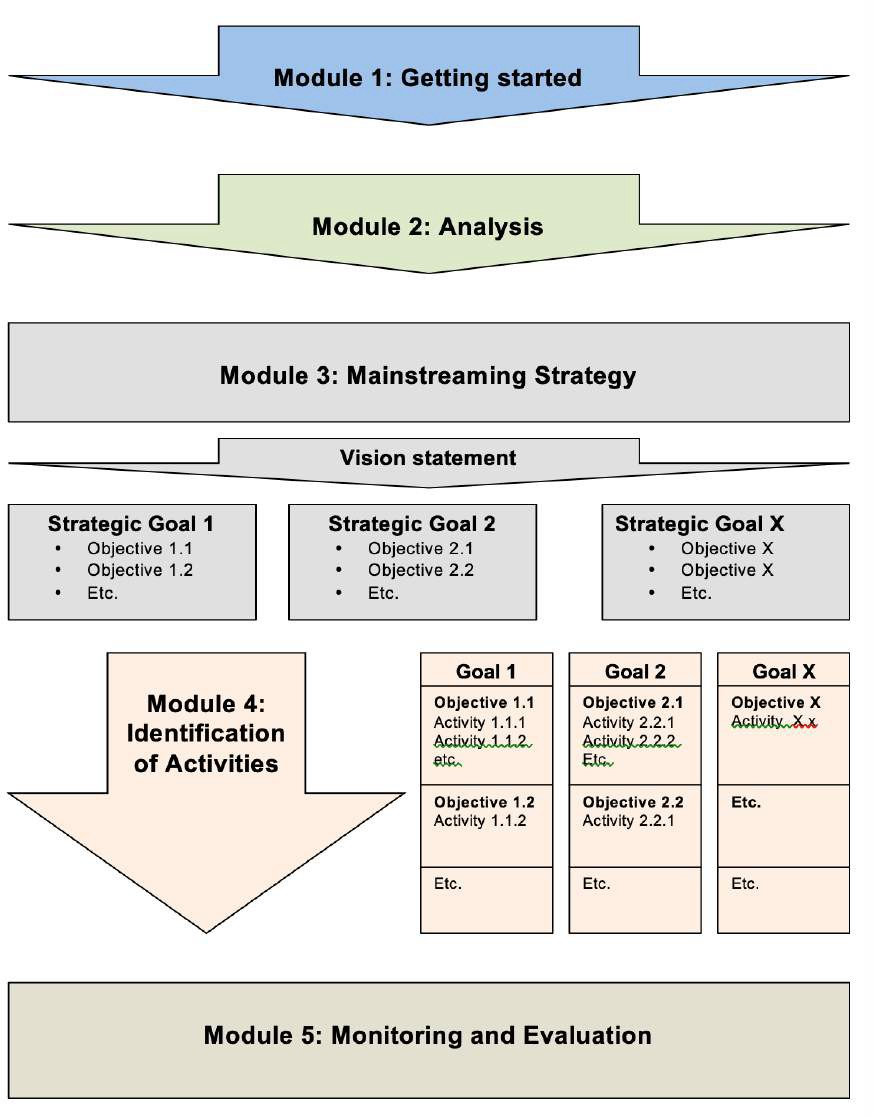 Module 1: Getting started
Module 2: Analysis
Module 3: Mainstreaming Strategy
Vision statement
Strategic Goal 1
• Objective 1.1
• Objective 1.2
• Etc.
Strategic Goal 2
• Objective 2.1
• Objective 2.2
• Etc.
Strategic Goal X
• Objective X
• Objective X
• Etc.
Module 4:
Identification
of Activities
Goal 1
Objective 1.1
Activity 1.1.1
Activity 1.1.2
etc.
Objective 1.2
Activity 1.1.2
Etc.
Goal 2
Objective 2.1
Activity 2.2.1
Activity 2.2.2
Etc.
Objective 2.2
Activity 2.2.1
Etc.
Goal X
Objective X
Activity X.x
Etc.
Etc.
Module 5: Monitoring and Evaluation